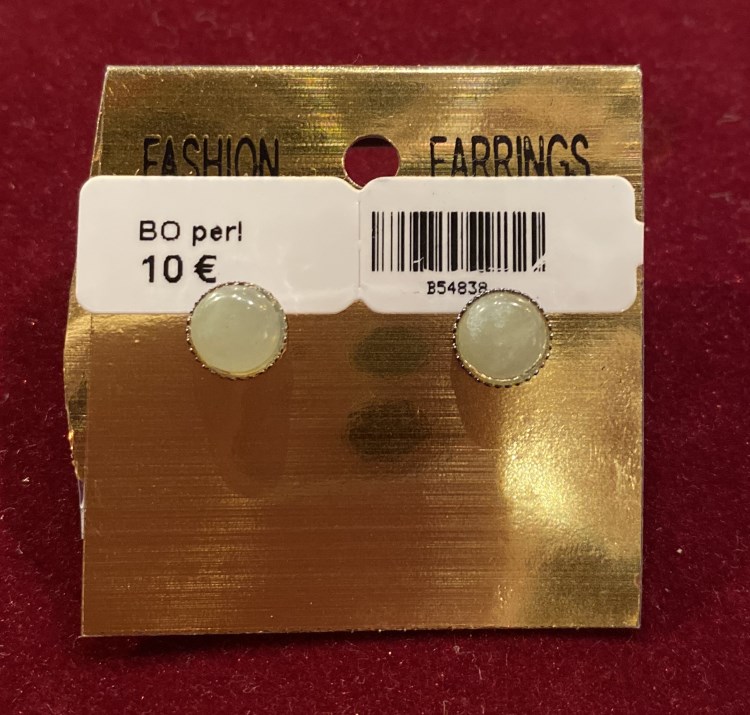 FASHION EARRINGS
BO perl
10 €
B54838